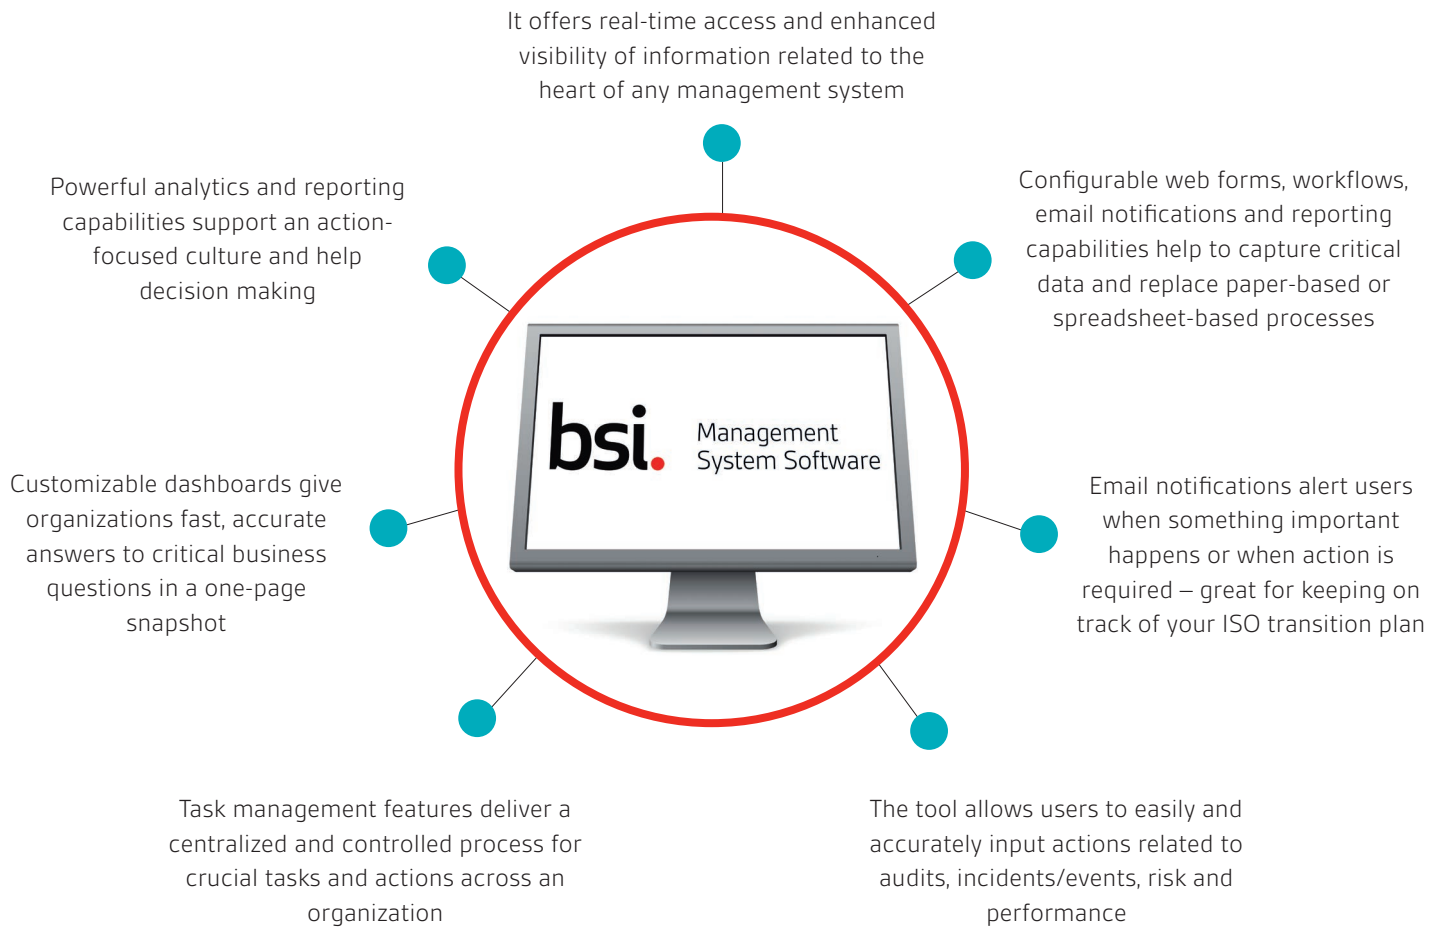 It offers real-time access and enhanced
visibility of information related to the
heart of any management system
Powerful analytics and reporting
capabilities support an action-
focused culture and help
decision making
Configurable web forms, workflows,
email notifications and reporting
capabilities help to capture critical
data and replace paper-based or
spreadsheet-based processes
bsi.
Management
System Software
Customizable dashboards give
organizations fast, accurate
answers to critical business
questions in a one-page
snapshot
Email notifications alert users
when something important
happens or when action is
required – great for keeping on
track of your ISO transition plan
Task management features deliver a
centralized and controlled process for
crucial tasks and actions across an
organization
The tool allows users to easily and
accurately input actions related to
audits, incidents/events, risk and
performance